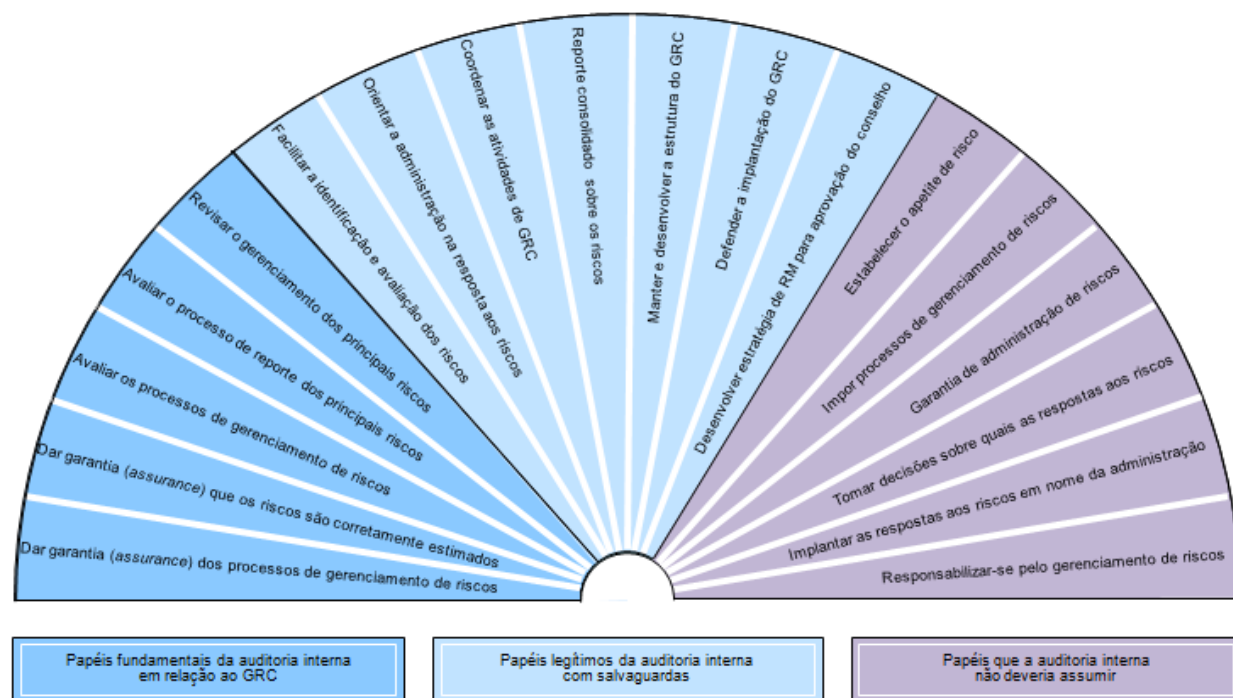 Dar garantia (assurance) dos processos de gerenciamento de riscos
Dar garantia (assurance) que os riscos são corretamente estimados
Avaliar os processos de gerenciamento de riscos
Avaliar o processo de reporte dos principais riscos
Revisar o gerenciamento dos principais riscos
Facilitar a identificação e avaliação dos riscos
Orientar a administração na resposta aos riscos
Coordenar as atividades de GRC
Reporte consolidado sobre os riscos
Manter e desenvolver a estrutura do GRC
Defender a implantação do GRC
Desenvolver estratégia de RM para aprovação do conselho
Estabelecer o apetite de risco
Impor processos de gerenciamento de riscos
Garantia de administração de riscos
Tomar decisões sobre quais as respostas aos riscos
Implantar as respostas aos riscos em nome da administração
Responsabilizar-se pelo gerenciamento de riscos
Papéis fundamentais da auditoria interna
em relação ao GRC
Papéis legítimos da auditoria interna
com salvaguardas
Papéis que a auditoria interna
não deveria assumir